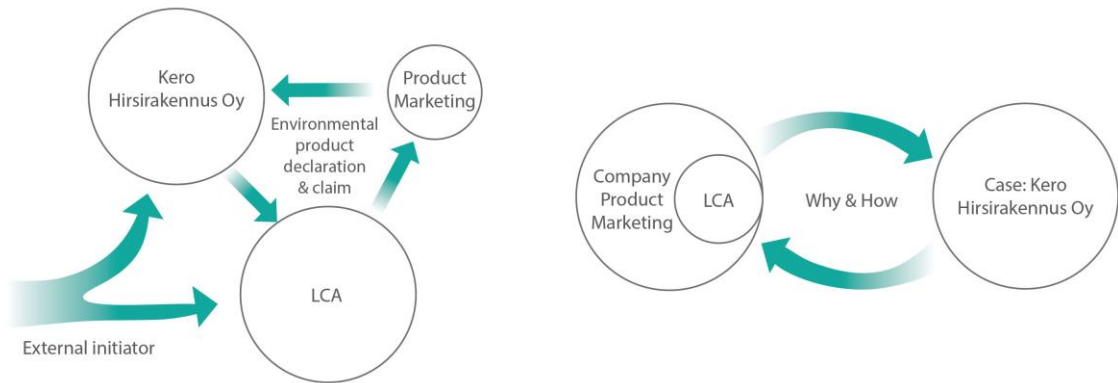 Kero
Hirsirakennus Oy
Product
Marketing
Environmental
product
declaration
& claim
LCA
External initiator
Company
Product
Marketing
LCA
Why & How
Case: Kero
Hirsirakennus Oy